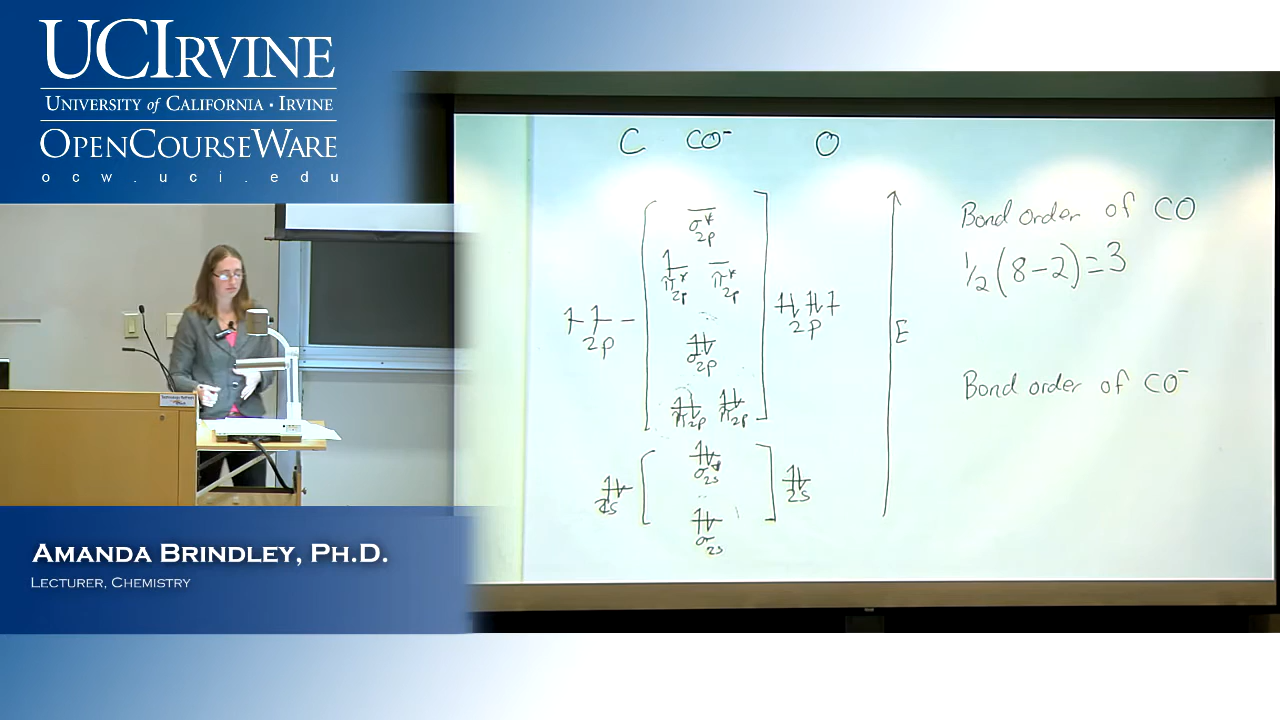 UCIRVINE
UNIVERSITY of CALIFORNIA • IRVINE
OPENCOURSEWARE
ocw.uci.edu
AMANDA BRINDLEY, PH.D.
LECTURER, CHEMISTRY
C CO⁻ O
σ*2p
π*2p π*2p
2p
2p
σ2p
π2p π2p
σ*2s
2s
2s
σ2s
E
Bond order of CO
1/2(8-2)=3
Bond order of CO⁻